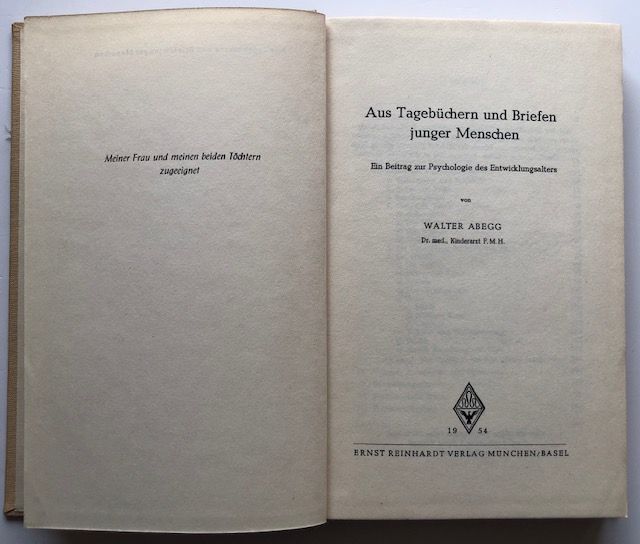 Meiner Frau und meinen beiden Töchtern
zugeeignet
Aus Tagebüchern und Briefen
junger Menschen
Ein Beitrag zur Psychologie des Entwicklungsalters
von
WALTER ABEGG
Dr. med., Kinderarzt F. M. H.
19 54
ERNST REINHARDT VERLAG MÜNCHEN/BASEL